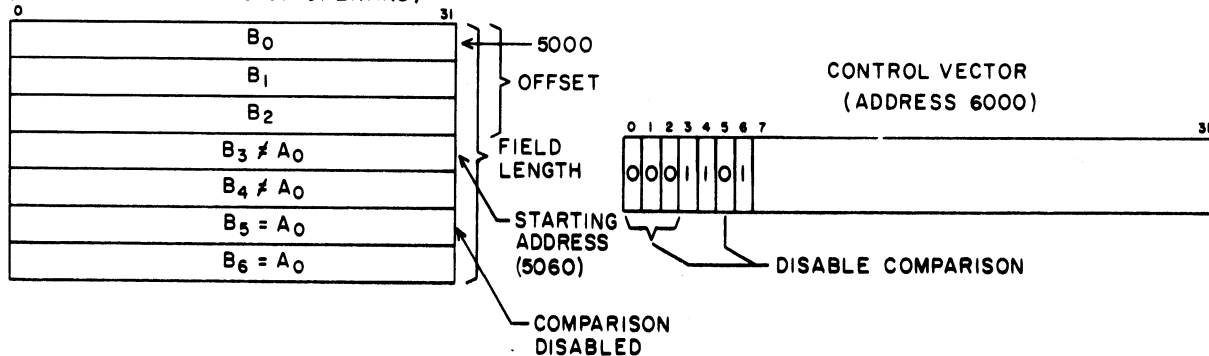 0 31
B0
B1
B2
B3 ≠ A0
B4 ≠ A0
B5 = A0
B6 = A0
5000
OFFSET
FIELD
LENGTH
STARTING
ADDRESS
(5060)
COMPARISON
DISABLED
CONTROL VECTOR
(ADDRESS 6000)
0 1 2 3 4 5 6 7
0 0 0 1 1 0 1
DISABLE COMPARISON